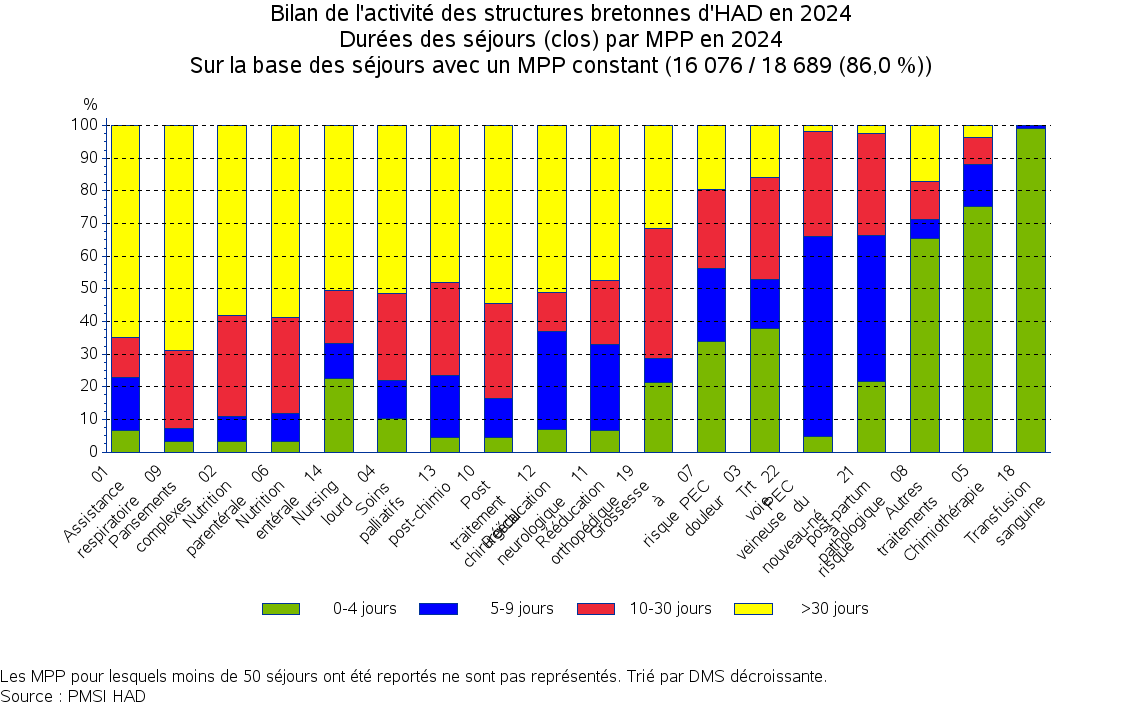 Bilan de l'activité des structures bretonnes d'HAD en 2024
Durées des séjours (clos) par MPP en 2024
Sur la base des séjours avec un MPP constant (16 076 / 18 689 (86,0 %))
%
100
90
80
70
60
50
40
30
20
10
0
01
Assistance
respiratoire
09
Pansements
complexes
02
Nutrition
parentérale
06
Nutrition
entérale
14
Nursing
lourd
04
Soins
palliatifs
13
post-chimio
10
Post
traitement
chirurgical
12
Rééducation
neurologique
11
Rééducation
orthopédique
19
Grossesse
à
risque
07
PEC
douleur
03
Trt
voie
veineuse
22
PEC
du
nouveau-né
à
risque
21
post-partum
pathologique
08
Autres
traitements
05
Chimiothérapie
18
Transfusion
sanguine
0-4 jours
5-9 jours
10-30 jours
>30 jours
Les MPP pour lesquels moins de 50 séjours ont été reportés ne sont pas représentés. Trié par DMS décroissante.
Source : PMSI HAD